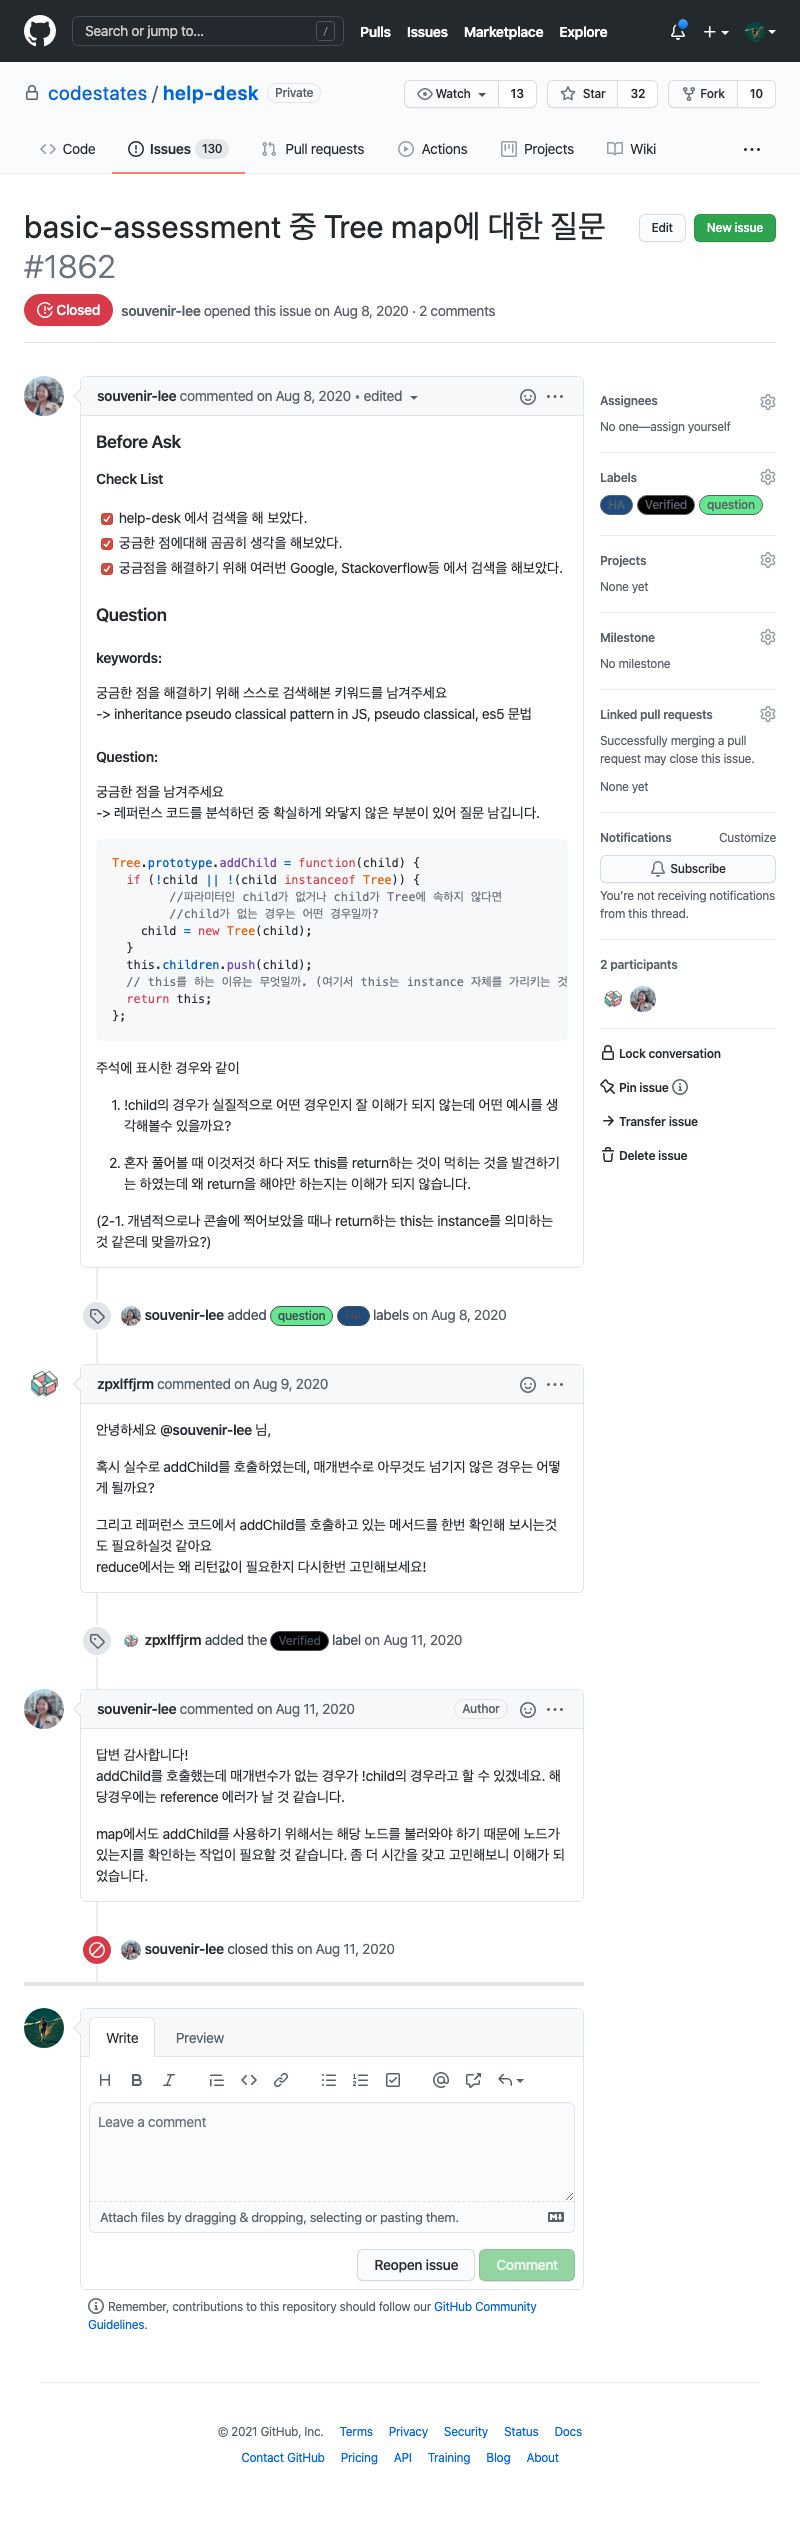 Search or jump to...
/
Pulls
Issues
Marketplace
Explore
codestates / help-desk
Private
Watch
13
Star
32
Fork
10
Code
Issues 130
Pull requests
Actions
Projects
Wiki
basic-assessment 중 Tree map에 대한 질문
#1862
Edit
New issue
Closed
souvenir-lee opened this issue on Aug 8, 2020 · 2 comments
souvenir-lee commented on Aug 8, 2020 • edited
Before Ask
Check List
help-desk 에서 검색을 해 보았다.
궁금한 점에대해 곰곰히 생각을 해보았다.
궁금점을 해결하기 위해 여러번 Google, Stackoverflow등 에서 검색을 해보았다.
Question
keywords:
궁금한 점을 해결하기 위해 스스로 검색해본 키워드를 남겨주세요
-> inheritance pseudo classical pattern in JS, pseudo classical, es5 문법
Question:
궁금한 점을 남겨주세요
-> 레퍼런스 코드를 분석하던 중 확실하게 와닿지 않은 부분이 있어 질문 남깁니다.
Tree.prototype.addChild = function(child) {
if (!child || !(child instanceof Tree)) {
//파라미터인 child가 없거나 child가 Tree에 속하지 않다면
//child가 없는 경우는 어떤 경우일까?
child = new Tree(child);
}
this.children.push(child);
// this를 하는 이유는 무엇일까. (여기서 this는 instance 자체를 가리키는 것
return this;
};
주석에 표시한 경우와 같이
1. !child의 경우가 실질적으로 어떤 경우인지 잘 이해가 되지 않는데 어떤 예시를 생
각해볼수 있을까요?
2. 혼자 풀어볼 때 이것저것 하다 저도 this를 return하는 것이 먹히는 것을 발견하기
는 하였는데 왜 return을 해야만 하는지는 이해가 되지 않습니다.
(2-1. 개념적으로나 콘솔에 찍어보았을 때나 return하는 this는 instance를 의미하는
것 같은데 맞을까요?)
Assignees
No one—assign yourself
Labels
HA
Verified
question
Projects
None yet
Milestone
No milestone
Linked pull requests
Successfully merging a pull
request may close this issue.
None yet
Notifications
Customize
Subscribe
You're not receiving notifications
from this thread.
2 participants
Lock conversation
Pin issue
Transfer issue
Delete issue
souvenir-lee added question HA labels on Aug 8, 2020
zpxlffjrm commented on Aug 9, 2020
안녕하세요 @souvenir-lee 님,
혹시 실수로 addChild를 호출하였는데, 매개변수로 아무것도 넘기지 않은 경우는 어떻
게 될까요?
그리고 레퍼런스 코드에서 addChild를 호출하고 있는 메서드를 한번 확인해 보시는것
도 필요하실것 같아요
reduce에서는 왜 리턴값이 필요한지 다시한번 고민해보세요!
zpxlffjrm added the Verified label on Aug 11, 2020
souvenir-lee commented on Aug 11, 2020
Author
답변 감사합니다!
addChild를 호출했는데 매개변수가 없는 경우가 !child의 경우라고 할 수 있겠네요. 해
당경우에는 reference 에러가 날 것 같습니다.
map에서도 addChild를 사용하기 위해서는 해당 노드를 불러와야 하기 때문에 노드가
있는지를 확인하는 작업이 필요할 것 같습니다. 좀 더 시간을 갖고 고민해보니 이해가 되
었습니다.
souvenir-lee closed this on Aug 11, 2020
Write
Preview
Leave a comment
Attach files by dragging & dropping, selecting or pasting them.
Reopen issue
Comment
Remember, contributions to this repository should follow our GitHub Community
Guidelines.
© 2021 GitHub, Inc.
Terms
Privacy
Security
Status
Docs
Contact GitHub
Pricing
API
Training
Blog
About